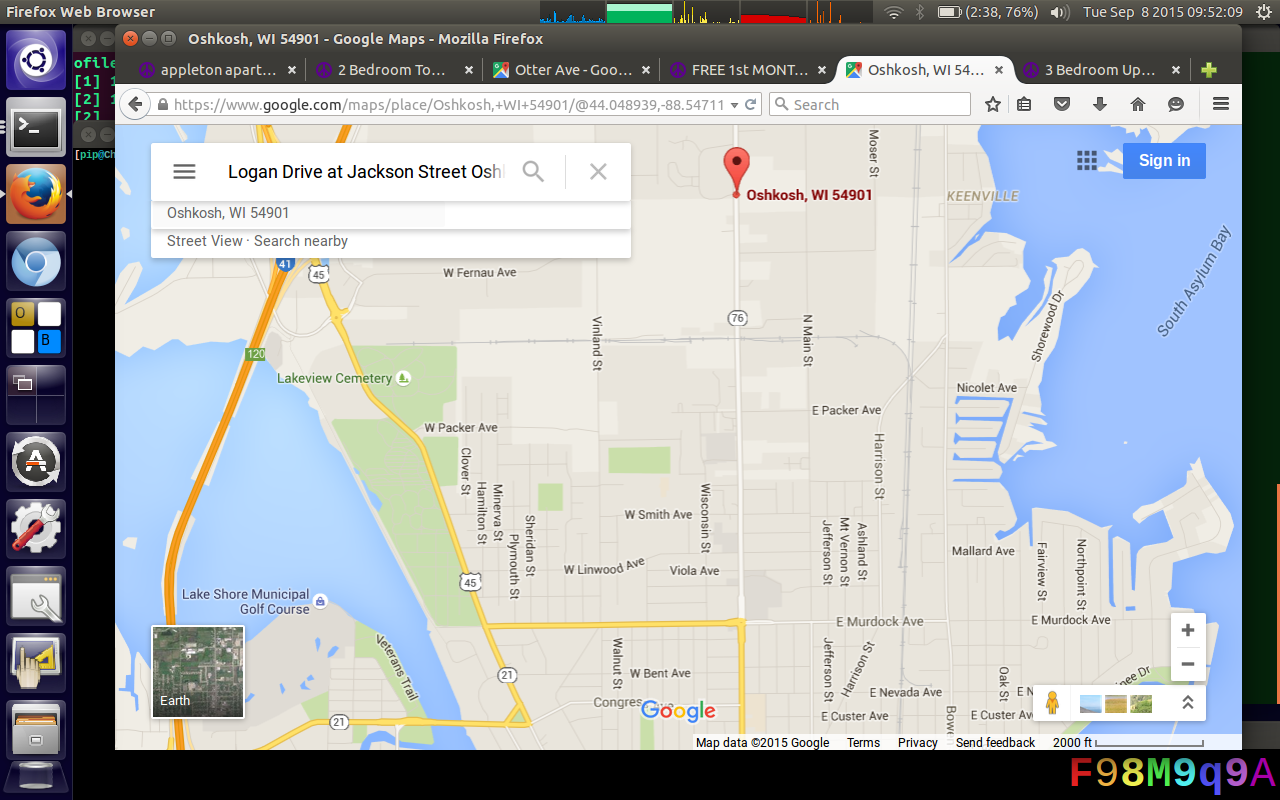 Firefox Web Browser
(2:38, 76%)
Tue Sep 8 2015 09:52:09
Oshkosh, WI 54901 - Google Maps - Mozilla Firefox
ofile
[1] 1
[2] 1
[2]
[pip@Ch
appleton apart...
2 Bedroom To...
Otter Ave - Goo...
FREE 1st MONT...
Oshkosh, WI 54...
3 Bedroom Up...
https://www.google.com/maps/place/Oshkosh,+WI+54901/@44.048939,-88.54711
Search
Logan Drive at Jackson Street Osh
Oshkosh, WI 54901
Street View · Search nearby
Sign in
Oshkosh, WI 54901
Moser St
KEENVILLE
South Asylum Bay
41
45
W Fernau Ave
Vinland St
76
N Main St
Shorewood Dr
120
Lakeview Cemetery
Nicolet Ave
E Packer Ave
W Packer Ave
Harrison St
Clover St
Hamilton St
Minerva St
Plymouth St
Sheridan St
Wisconsin St
W Smith Ave
Jefferson St
Mt Vernon St
Ashland St
Mallard Ave
Fairview St
Northpoint St
W Linwood Ave
Viola Ave
45
Lake Shore Municipal
Golf Course
E Murdock Ave
E Murdock Ave
Veterans Trail
Walnut St
W Bent Ave
Jefferson St
Harrison St
Oak St
nee Dr
21
E Nevada Ave
E N
Congres
Ave
E Custer Ave
E Custer Ave
Bowen
21
Earth
Google
Map data ©2015 Google
Terms
Privacy
Send feedback
2000 ft
O
B
A
F98M9q9A